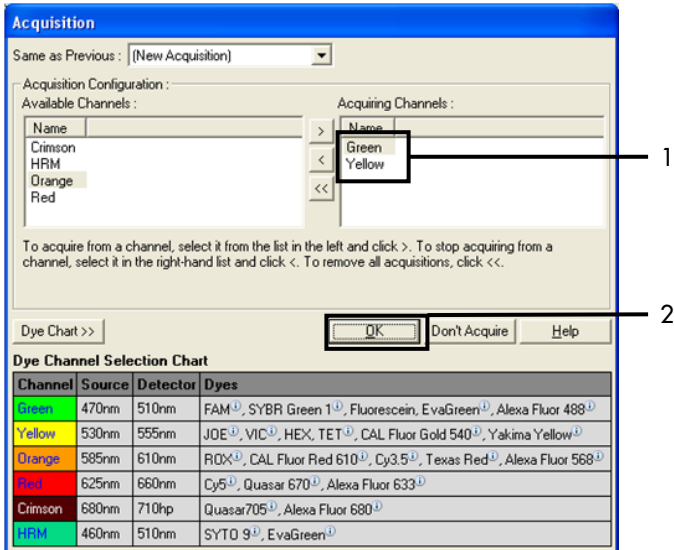 Acquisition
Same as Previous : (New Acquisition)
Acquisition Configuration :
Available Channels :
Acquiring Channels :
Name
Crimson
HRM
Orange
Red
>
<
<<
Name
Green
Yellow
1
To acquire from a channel, select it from the list in the left and click >. To stop acquiring from a
channel, select it in the right-hand list and click <. To remove all acquisitions, click <<.
2
Dye Chart >> OK Don't Acquire Help
Dye Channel Selection Chart
Channel Source Detector Dyes
Green 470nm 510nm FAM, SYBR Green 1, Fluorescein, EvaGreen, Alexa Fluor 488
Yellow 530nm 555nm JOE, VIC, HEX, TET, CAL Fluor Gold 540, Yakima Yellow
Orange 585nm 610nm ROX, CAL Fluor Red 610, Cy3.5, Texas Red, Alexa Fluor 568
Red 625nm 660nm Cy5, Quasar 670, Alexa Fluor 633
Crimson 680nm 710hp Quasar705, Alexa Fluor 680
HRM 460nm 510nm SYTO 9, EvaGreen